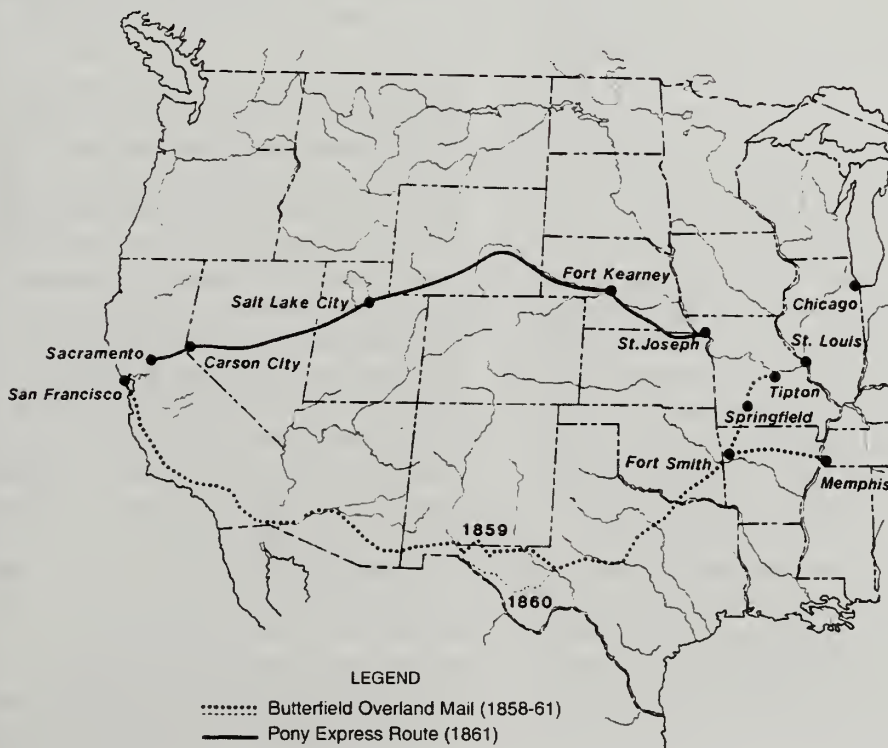 Fort Kearney
Salt Lake City
Chicago
St. Joseph
St. Louis
Sacramento
Carson City
Tipton
San Francisco
Springfield
Fort Smith
Memphis
1859
1860
LEGEND
Butterfield Overland Mail (1858-61)
Pony Express Route (1861)